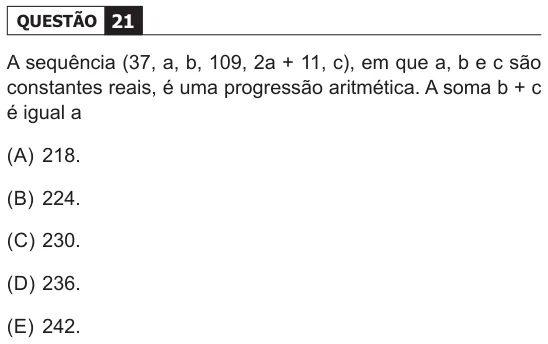 QUESTÃO 21
A sequência (37, a, b, 109, 2a + 11, c), em que a, b e c são
constantes reais, é uma progressão aritmética. A soma b + c
é igual a
(A) 218.
(B) 224.
(C) 230.
(D) 236.
(E) 242.